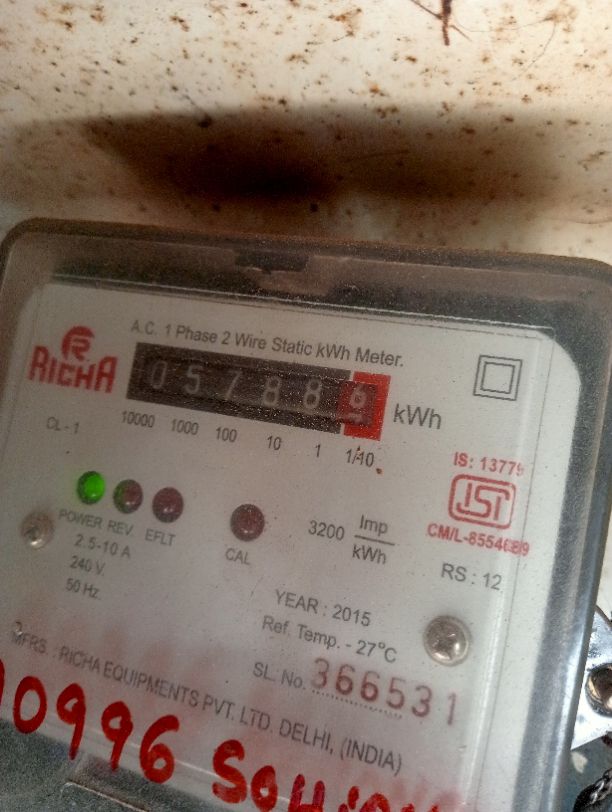 A.C. 1 Phase 2 Wire Static kWh Meter.
RICHA
057886 kWh
10000 1000 100 10 1 1/10
CL - 1
IS: 13779
ISI
POWER REV EFLT
CAL
3200 Imp
kWh
2.5-10 A
240 V.
50 Hz.
RS : 12
YEAR : 2015
Ref. Temp. - 27°C
SL. No. 366531
MFRS. : RICHA EQUIPMENTS PVT. LTD. DELHI, (INDIA)
0996